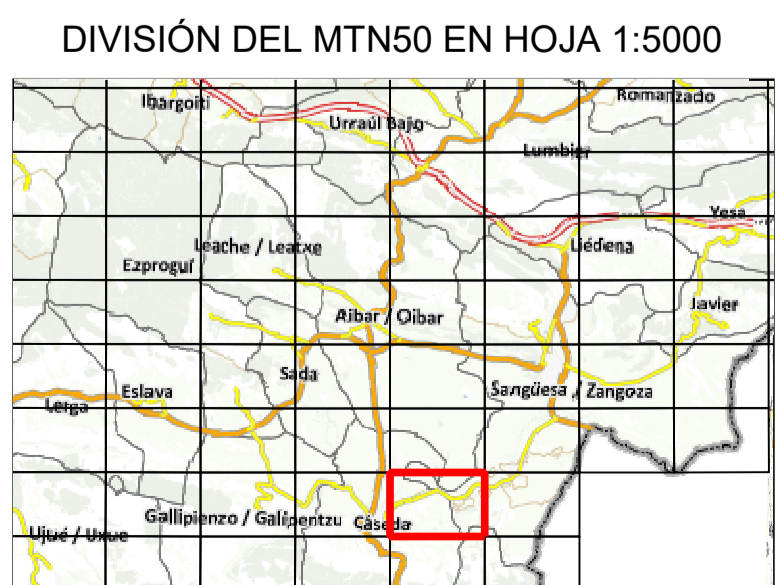 DIVISIÓN DEL MTN50 EN HOJA 1:5000
Ibargoiti
Romanzado
Urraúl Bajo
Lumbier
Yesa
Leache / Leatxe
Liédena
Ezprogui
Javier
Aibar / Oibar
Sada
Eslava
Sangüesa / Zangoza
Lerga
Gallipienzo / Galipentzu
Cáseda
Ujué / Uxue